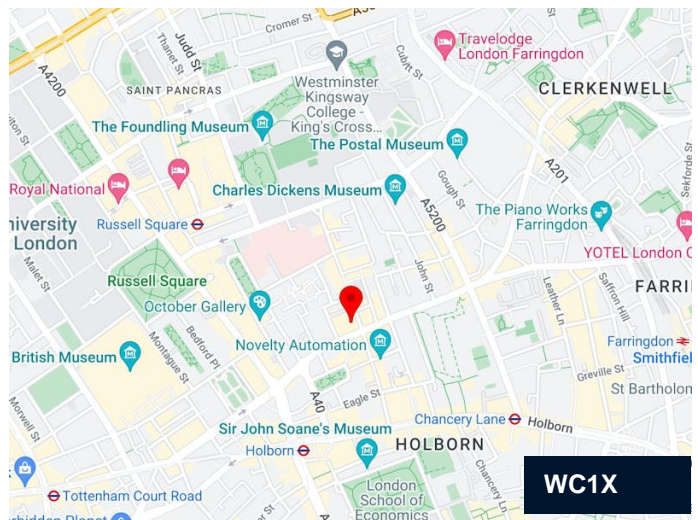 Cromer St
Judd St
Thanet St
A4200
SAINT PANCRAS
Westminster
Kingsway
College -
King's Cross...
Cubitt St
Travelodge
London Farringdon
CLERKENWELL
The Foundling Museum
The Postal Museum
A201
Sekforde St
Royal National
Charles Dickens Museum
Gough St
A5200
The Piano Works
Farringdon
Russell Square
niversity
London
Malet St
YOTEL London C
Russell Square
John St
Leather Ln
Saffron Hill
FARRI
October Gallery
Bedford Pl
Montague St
Novelty Automation
British Museum
Farringdon
Smithfiel
Greville St
St Bartholom
A40
Eagle St
Morwell St
Chancery Lane
Holborn
Sir John Soane's Museum
Holborn
HOLBORN
Chancery Ln
London
School of
Economics
Tottenham Court Road
WC1X